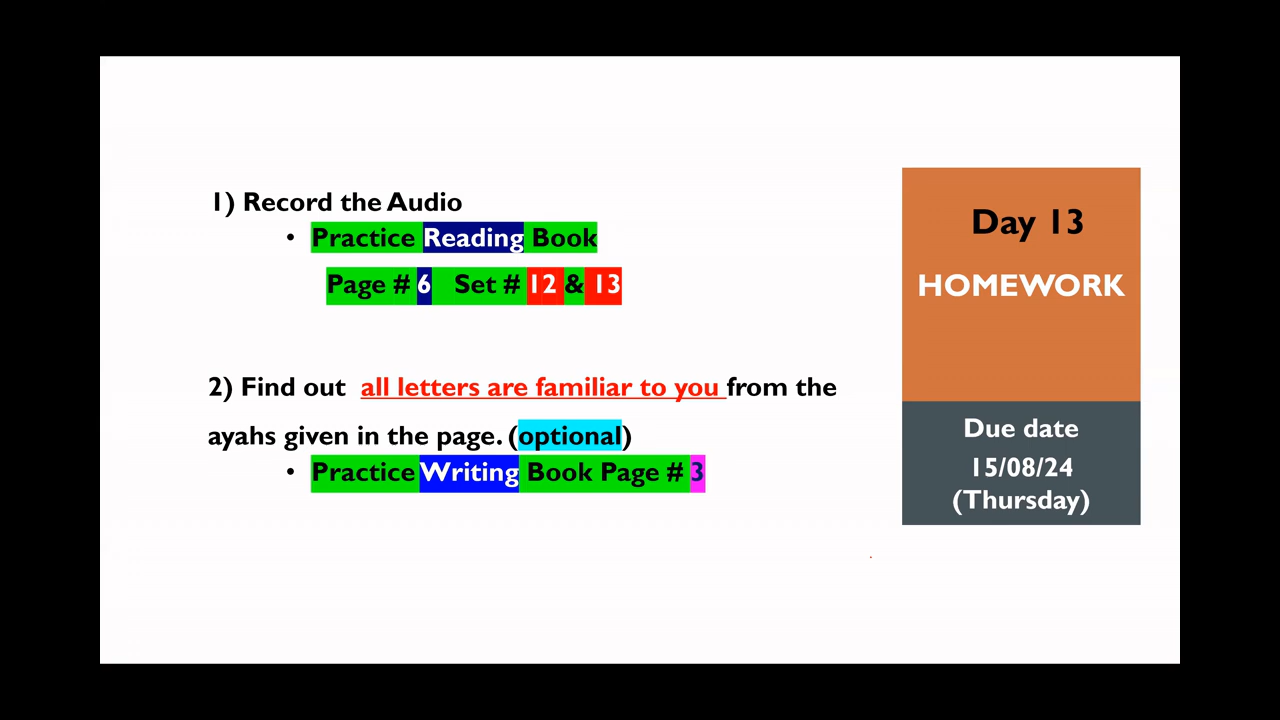 1) Record the Audio
• Practice Reading Book
Page # 6 Set # 12 & 13
2) Find out all letters are familiar to you from the
ayahs given in the page. (optional)
• Practice Writing Book Page # 3
Day 13
HOMEWORK
Due date
15/08/24
(Thursday)